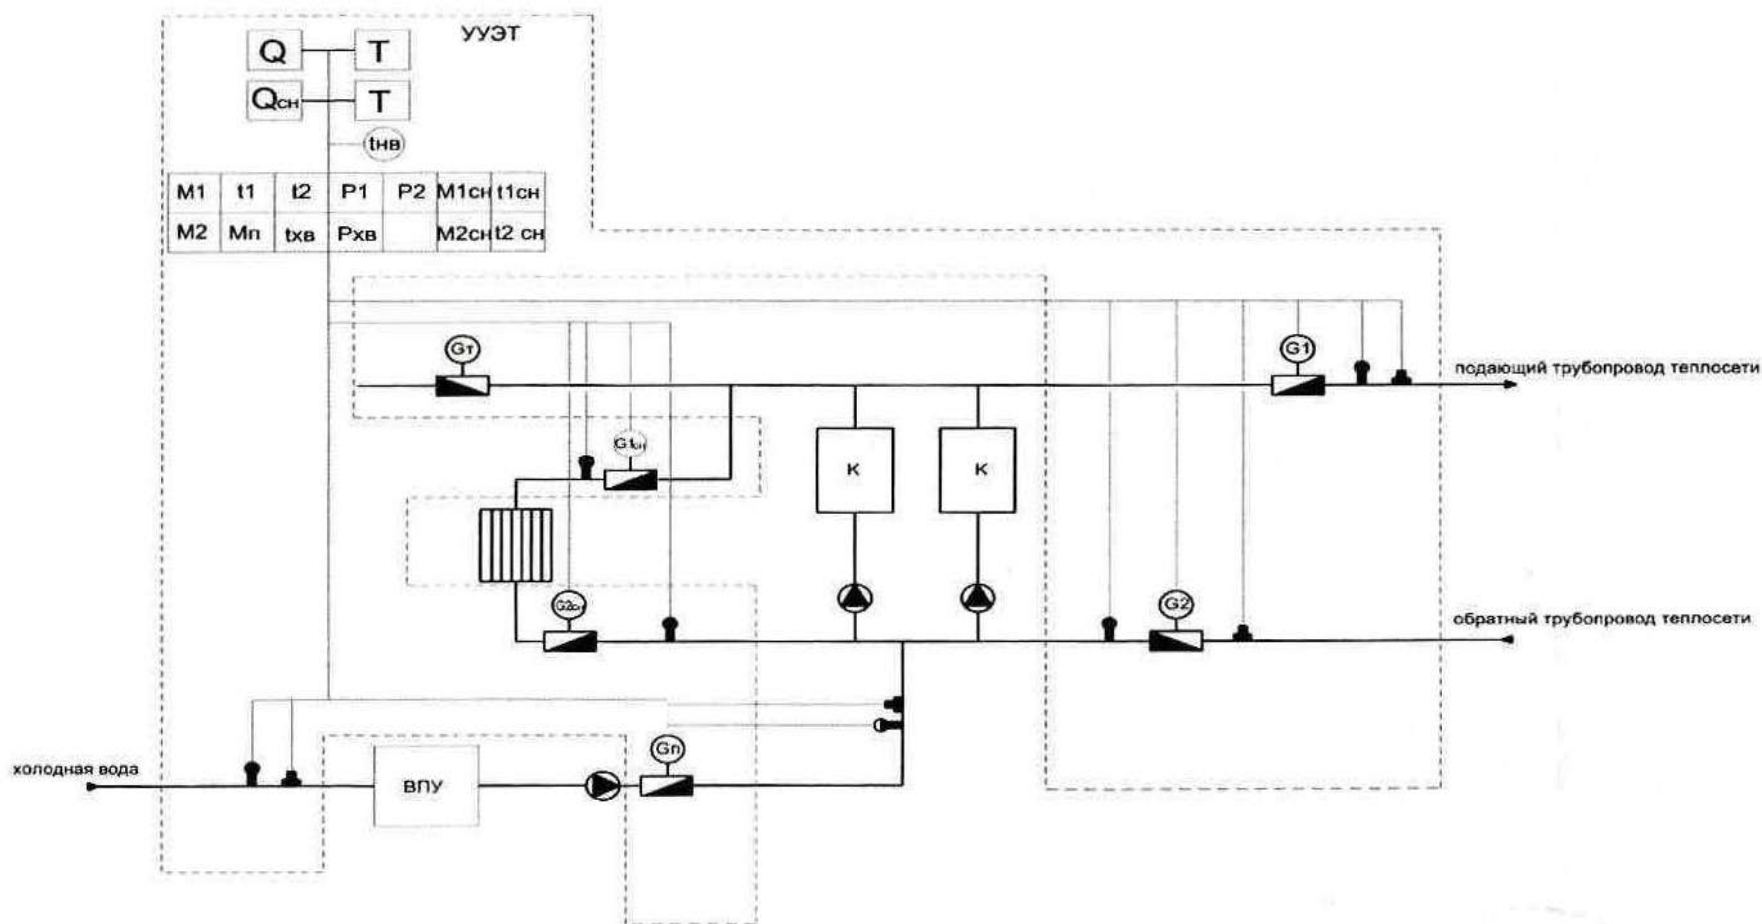 УУЭТ
Q T
Qсн T
tнв
M1 t1 t2 P1 P2 M1сн t1сн
M2 Mп tхв Pхв M2сн t2 сн
Gт
G1
подающий трубопровод теплосети
G1сн
К К
G2сн
G2
обратный трубопровод теплосети
Gп
холодная вода
ВПУ